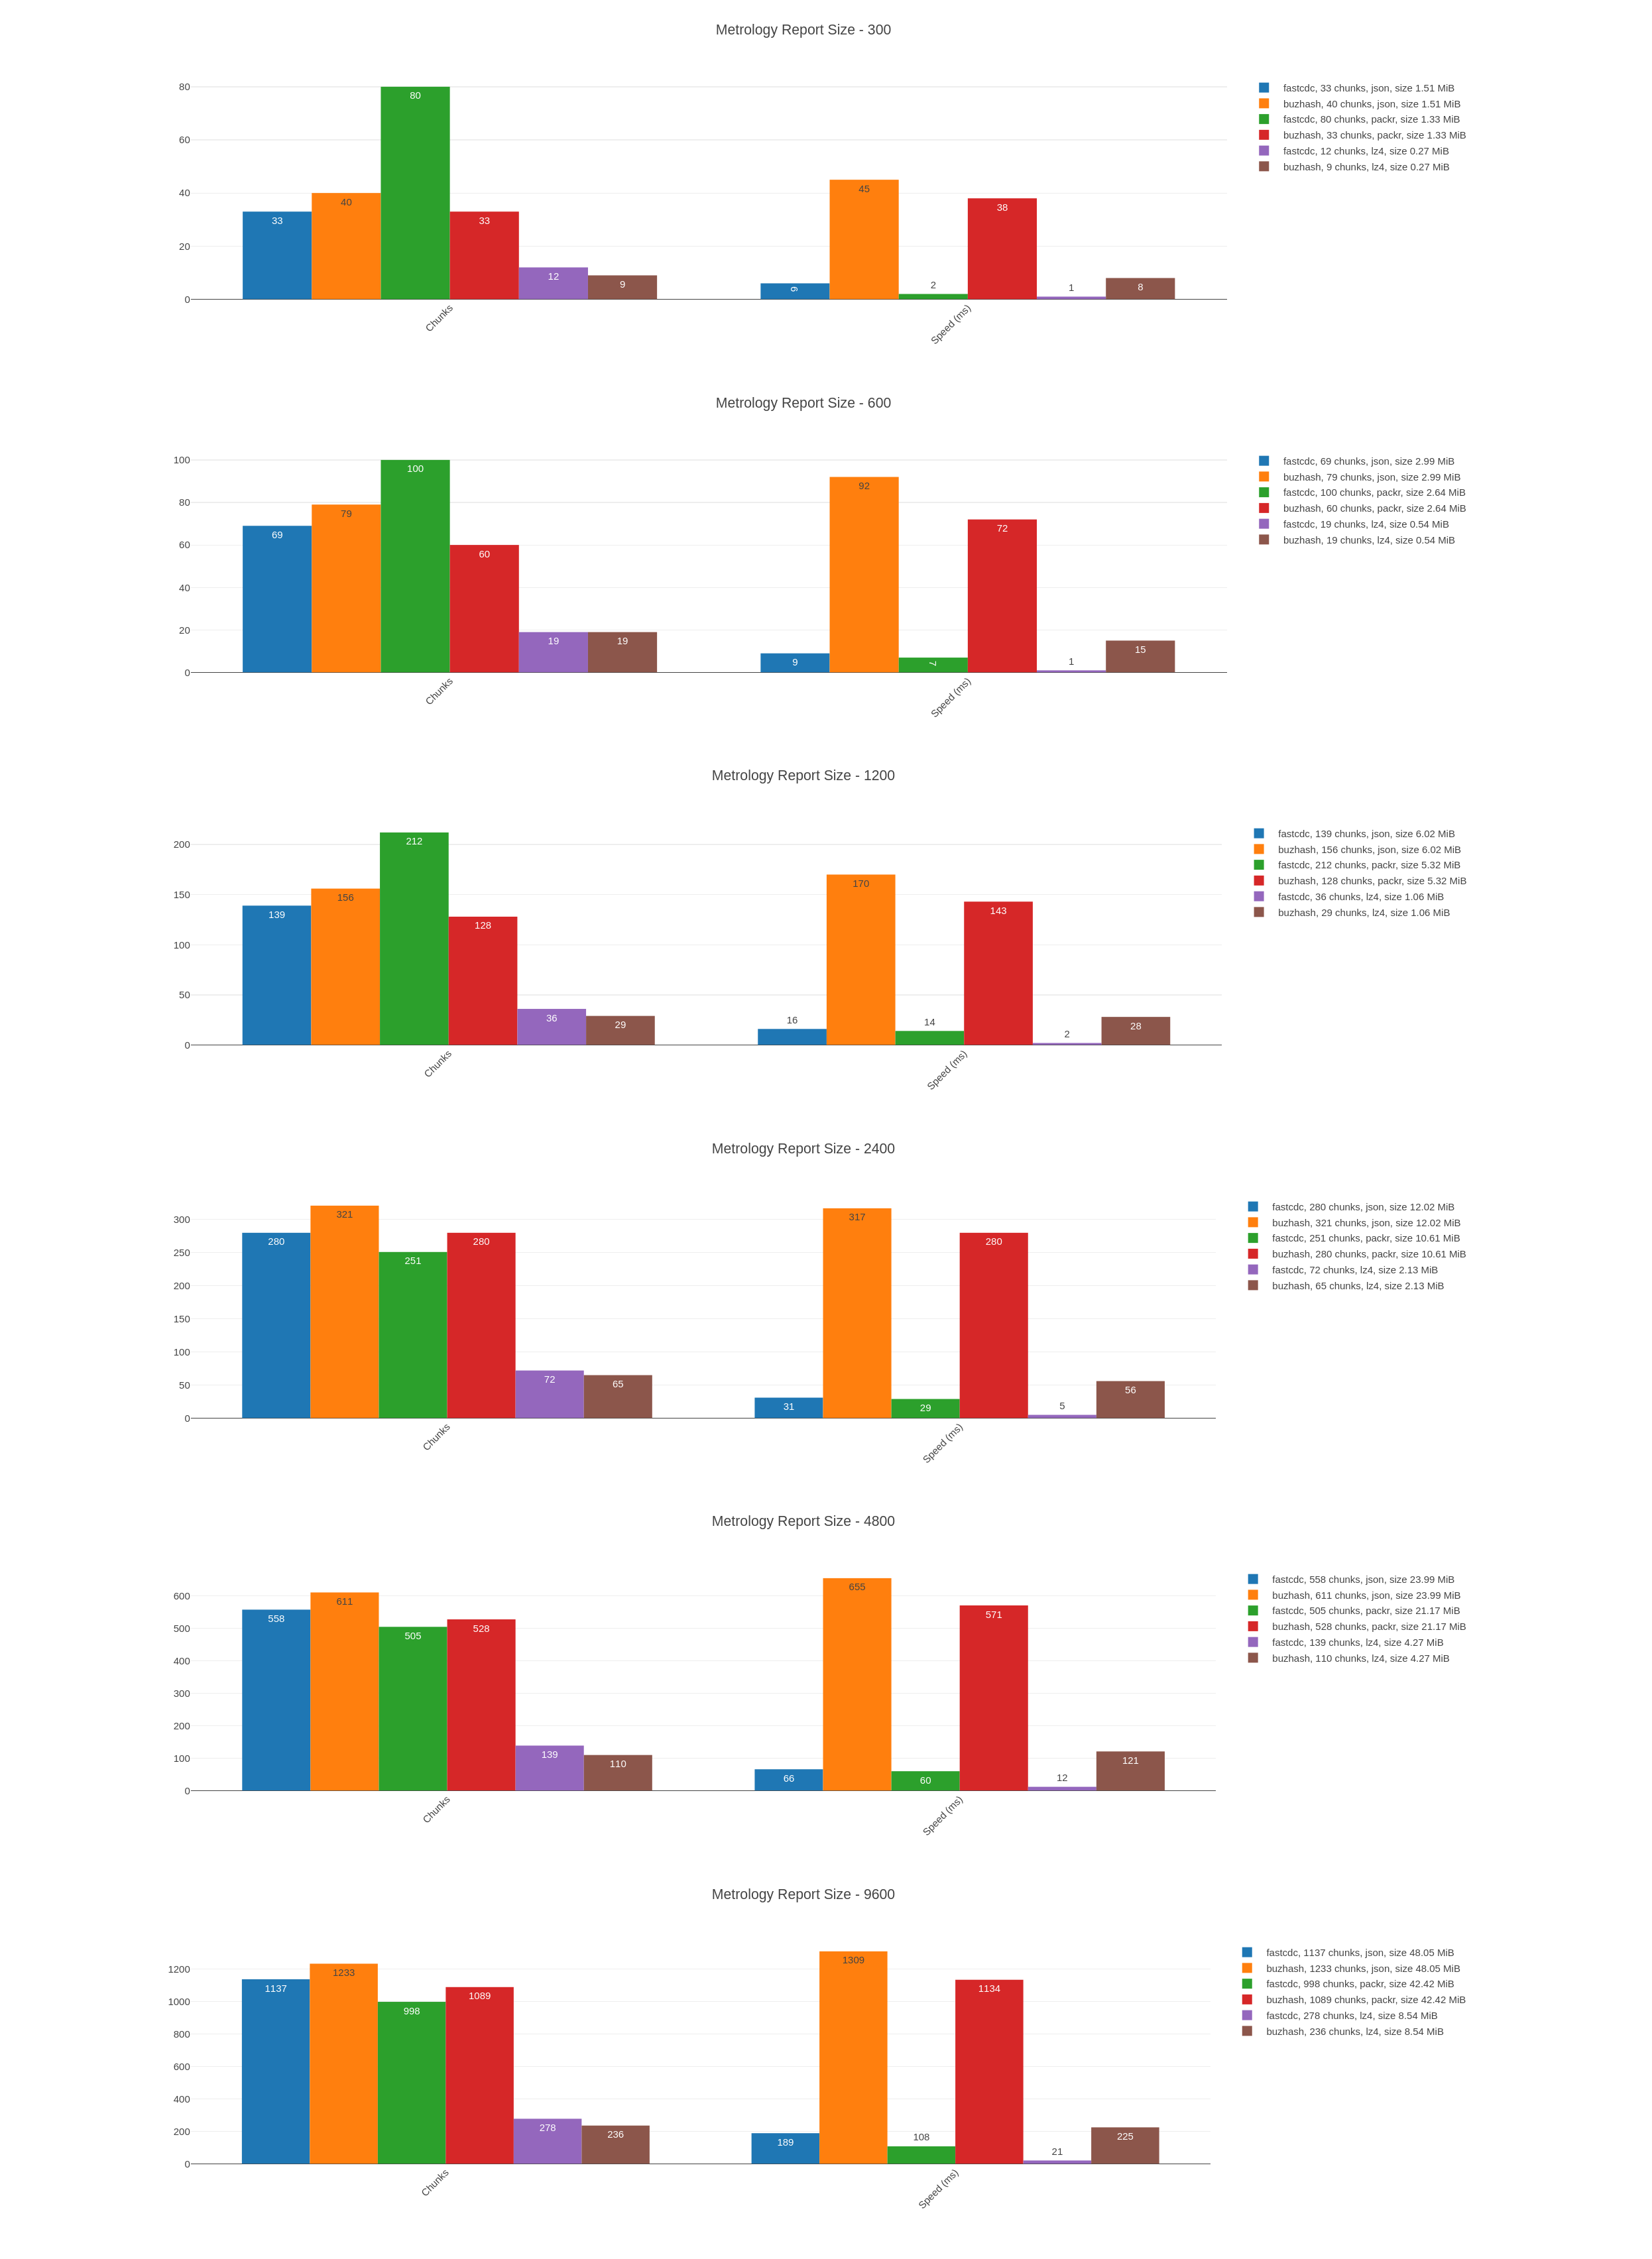 Metrology Report Size - 300
80
60
40
20
0
33
40
80
33
12
9
6
45
2
38
1
8
Chunks
Speed (ms)
fastcdc, 33 chunks, json, size 1.51 MiB
buzhash, 40 chunks, json, size 1.51 MiB
fastcdc, 80 chunks, packr, size 1.33 MiB
buzhash, 33 chunks, packr, size 1.33 MiB
fastcdc, 12 chunks, lz4, size 0.27 MiB
buzhash, 9 chunks, lz4, size 0.27 MiB
Metrology Report Size - 600
100
80
60
40
20
0
69
79
100
60
19
19
9
92
7
72
1
15
Chunks
Speed (ms)
fastcdc, 69 chunks, json, size 2.99 MiB
buzhash, 79 chunks, json, size 2.99 MiB
fastcdc, 100 chunks, packr, size 2.64 MiB
buzhash, 60 chunks, packr, size 2.64 MiB
fastcdc, 19 chunks, lz4, size 0.54 MiB
buzhash, 19 chunks, lz4, size 0.54 MiB
Metrology Report Size - 1200
200
150
100
50
0
139
156
212
128
36
29
16
170
14
143
2
28
Chunks
Speed (ms)
fastcdc, 139 chunks, json, size 6.02 MiB
buzhash, 156 chunks, json, size 6.02 MiB
fastcdc, 212 chunks, packr, size 5.32 MiB
buzhash, 128 chunks, packr, size 5.32 MiB
fastcdc, 36 chunks, lz4, size 1.06 MiB
buzhash, 29 chunks, lz4, size 1.06 MiB
Metrology Report Size - 2400
300
250
200
150
100
50
0
280
321
251
280
72
65
31
317
29
280
5
56
Chunks
Speed (ms)
fastcdc, 280 chunks, json, size 12.02 MiB
buzhash, 321 chunks, json, size 12.02 MiB
fastcdc, 251 chunks, packr, size 10.61 MiB
buzhash, 280 chunks, packr, size 10.61 MiB
fastcdc, 72 chunks, lz4, size 2.13 MiB
buzhash, 65 chunks, lz4, size 2.13 MiB
Metrology Report Size - 4800
600
500
400
300
200
100
0
558
611
505
528
139
110
66
655
60
571
12
121
Chunks
Speed (ms)
fastcdc, 558 chunks, json, size 23.99 MiB
buzhash, 611 chunks, json, size 23.99 MiB
fastcdc, 505 chunks, packr, size 21.17 MiB
buzhash, 528 chunks, packr, size 21.17 MiB
fastcdc, 139 chunks, lz4, size 4.27 MiB
buzhash, 110 chunks, lz4, size 4.27 MiB
Metrology Report Size - 9600
1200
1000
800
600
400
200
0
1137
1233
998
1089
278
236
189
1309
108
1134
21
225
Chunks
Speed (ms)
fastcdc, 1137 chunks, json, size 48.05 MiB
buzhash, 1233 chunks, json, size 48.05 MiB
fastcdc, 998 chunks, packr, size 42.42 MiB
buzhash, 1089 chunks, packr, size 42.42 MiB
fastcdc, 278 chunks, lz4, size 8.54 MiB
buzhash, 236 chunks, lz4, size 8.54 MiB